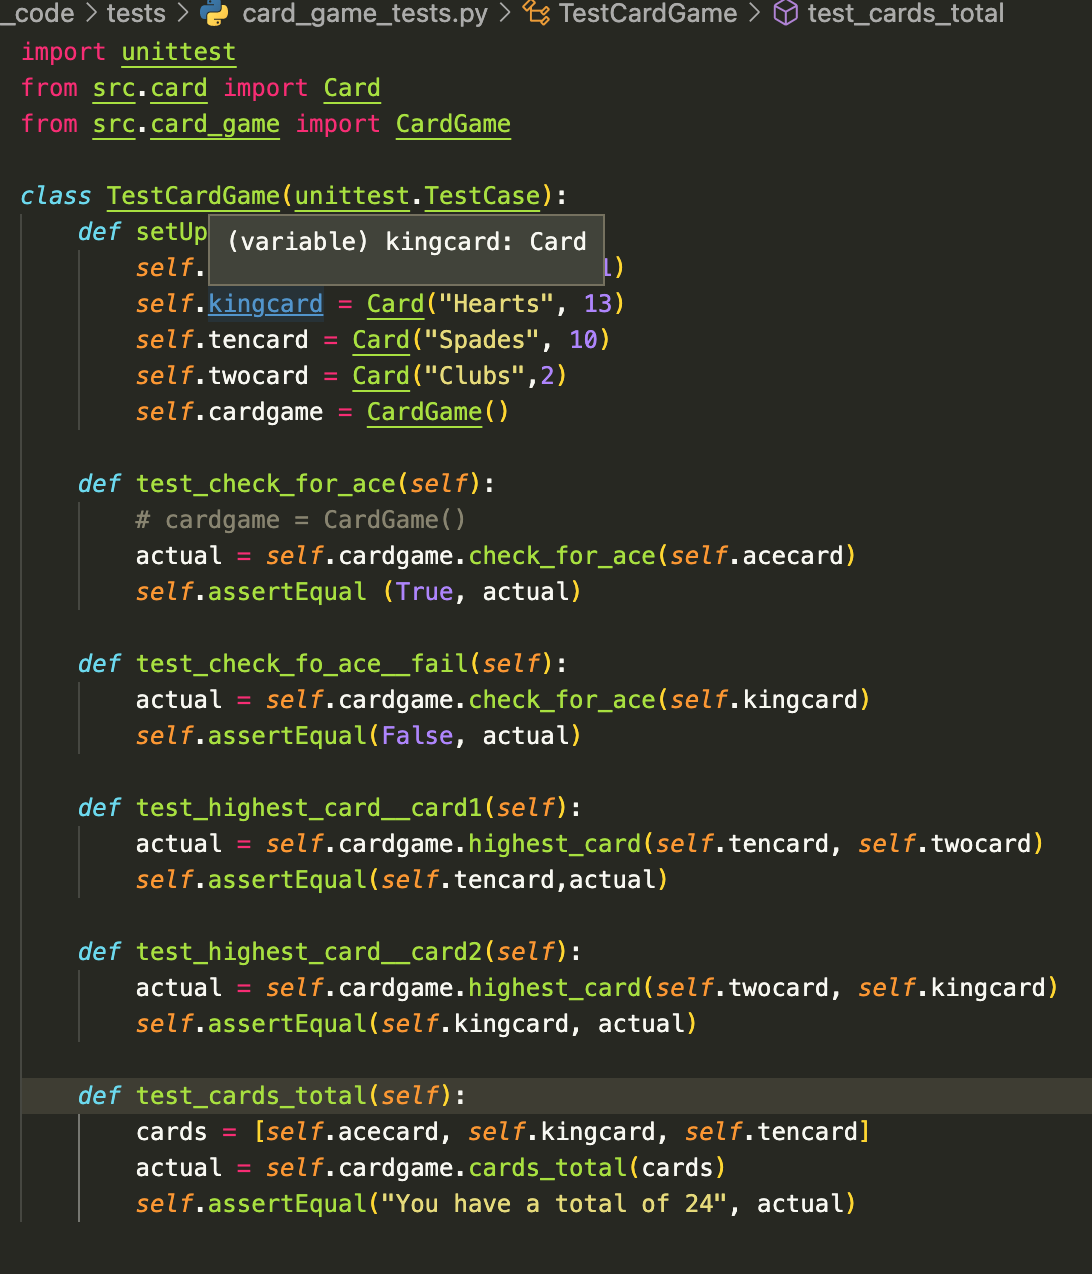 _code > tests > card_game_tests.py > TestCardGame > test_cards_total
import unittest
from src.card import Card
from src.card_game import CardGame
class TestCardGame(unittest.TestCase):
def setUp
(variable) kingcard: Card
self. 1)
self.kingcard = Card("Hearts", 13)
self.tencard = Card("Spades", 10)
self.twocard = Card("Clubs",2)
self.cardgame = CardGame()
def test_check_for_ace(self):
# cardgame = CardGame()
actual = self.cardgame.check_for_ace(self.acecard)
self.assertEqual (True, actual)
def test_check_fo_ace__fail(self):
actual = self.cardgame.check_for_ace(self.kingcard)
self.assertEqual(False, actual)
def test_highest_card__card1(self):
actual = self.cardgame.highest_card(self.tencard, self.twocard)
self.assertEqual(self.tencard,actual)
def test_highest_card__card2(self):
actual = self.cardgame.highest_card(self.twocard, self.kingcard)
self.assertEqual(self.kingcard, actual)
def test_cards_total(self):
cards = [self.acecard, self.kingcard, self.tencard]
actual = self.cardgame.cards_total(cards)
self.assertEqual("You have a total of 24", actual)